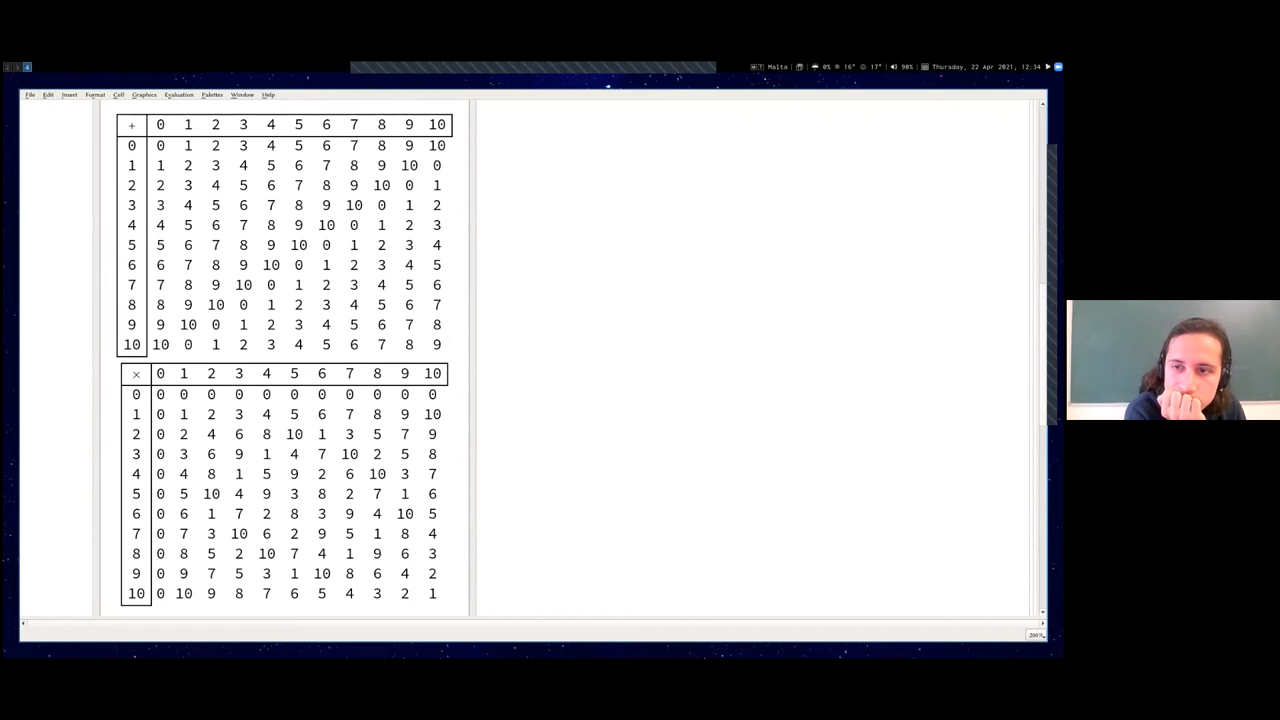 2 3 4
Malta 0% 16° 17° 90% Thursday, 22 Apr 2021, 12:34
File Edit Insert Format Cell Graphics Evaluation Palettes Window Help
+ 0 1 2 3 4 5 6 7 8 9 10
0 0 1 2 3 4 5 6 7 8 9 10
1 1 2 3 4 5 6 7 8 9 10 0
2 2 3 4 5 6 7 8 9 10 0 1
3 3 4 5 6 7 8 9 10 0 1 2
4 4 5 6 7 8 9 10 0 1 2 3
5 5 6 7 8 9 10 0 1 2 3 4
6 6 7 8 9 10 0 1 2 3 4 5
7 7 8 9 10 0 1 2 3 4 5 6
8 8 9 10 0 1 2 3 4 5 6 7
9 9 10 0 1 2 3 4 5 6 7 8
10 10 0 1 2 3 4 5 6 7 8 9
× 0 1 2 3 4 5 6 7 8 9 10
0 0 0 0 0 0 0 0 0 0 0 0
1 0 1 2 3 4 5 6 7 8 9 10
2 0 2 4 6 8 10 1 3 5 7 9
3 0 3 6 9 1 4 7 10 2 5 8
4 0 4 8 1 5 9 2 6 10 3 7
5 0 5 10 4 9 3 8 2 7 1 6
6 0 6 1 7 2 8 3 9 4 10 5
7 0 7 3 10 6 2 9 5 1 8 4
8 0 8 5 2 10 7 4 1 9 6 3
9 0 9 7 5 3 1 10 8 6 4 2
10 0 10 9 8 7 6 5 4 3 2 1
200%